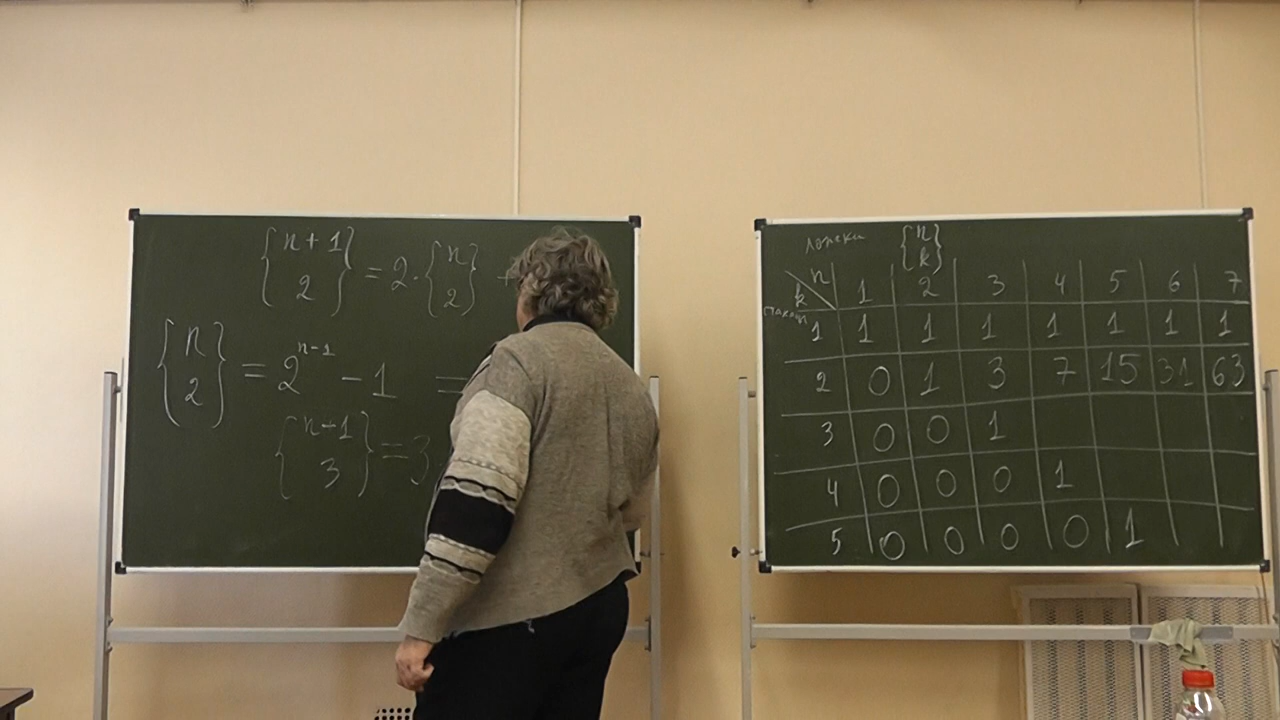 {n+1 2} = 2 · {n 2} +
{n 2} = 2^{n-1} - 1 =
{n+1 3} = 3
ложки {n k}
k \ n 1 2 3 4 5 6 7
1 1 1 1 1 1 1 1
2 0 1 3 7 15 31 63
3 0 0 1
4 0 0 0 1
5 0 0 0 0 1